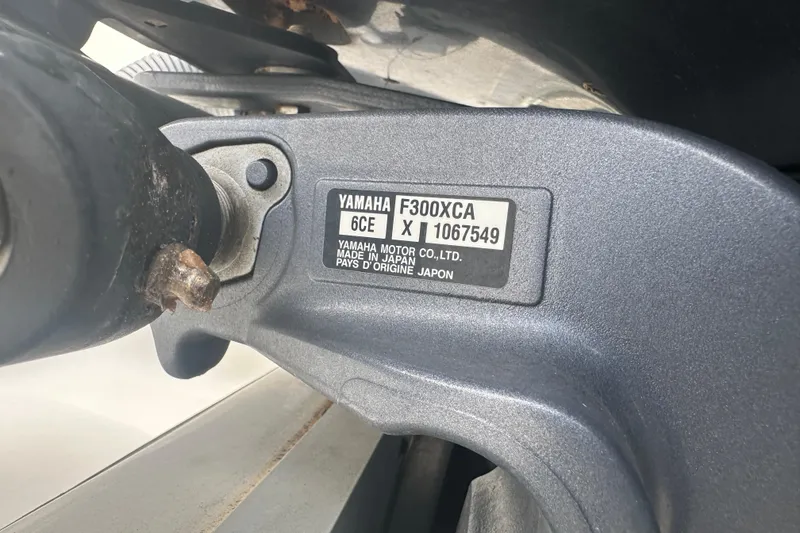 YAMAHA F300XCA
6CE X 1067549
YAMAHA MOTOR CO.,LTD.
MADE IN JAPAN
PAYS D'ORIGINE JAPON